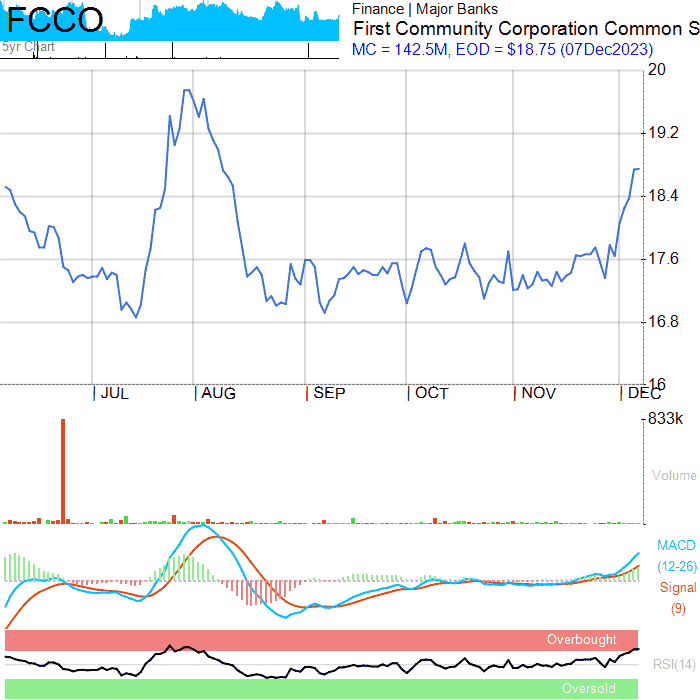 FCCO
5yr Chart
Finance | Major Banks
First Community Corporation Common S
MC = 142.5M, EOD = $18.75 (07Dec2023)
20
19.2
18.4
17.6
16.8
16
JUL AUG SEP OCT NOV DEC
833k
Volume
MACD
(12-26)
Signal
(9)
Overbought
RSI(14)
Oversold